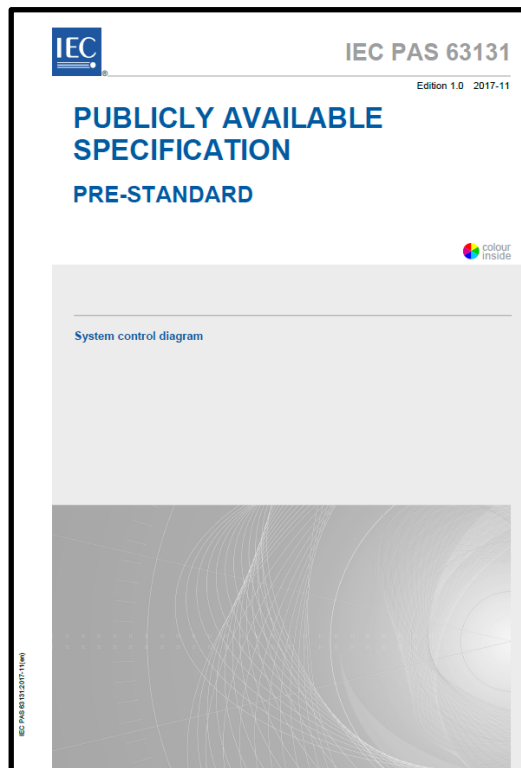 IEC
®
IEC PAS 63131
Edition 1.0 2017-11
PUBLICLY AVAILABLE
SPECIFICATION
PRE-STANDARD
colour
inside
System control diagram
IEC PAS 63131:2017-11(en)